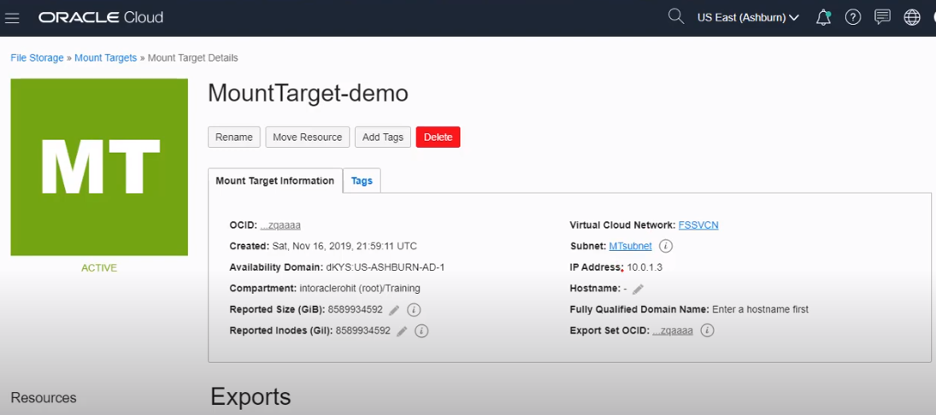 ORACLE Cloud
US East (Ashburn)
File Storage » Mount Targets » Mount Target Details
MT
ACTIVE
MountTarget-demo
Rename Move Resource Add Tags Delete
Mount Target Information Tags
OCID: ...zqaaaa
Created: Sat, Nov 16, 2019, 21:59:11 UTC
Availability Domain: dKYS:US-ASHBURN-AD-1
Compartment: intoraclerohit (root)/Training
Reported Size (GiB): 8589934592
Reported Inodes (GiI): 8589934592
Virtual Cloud Network: FSSVCN
Subnet: MTsubnet
IP Address: 10.0.1.3
Hostname: -
Fully Qualified Domain Name: Enter a hostname first
Export Set OCID: ...zqaaaa
Resources
Exports